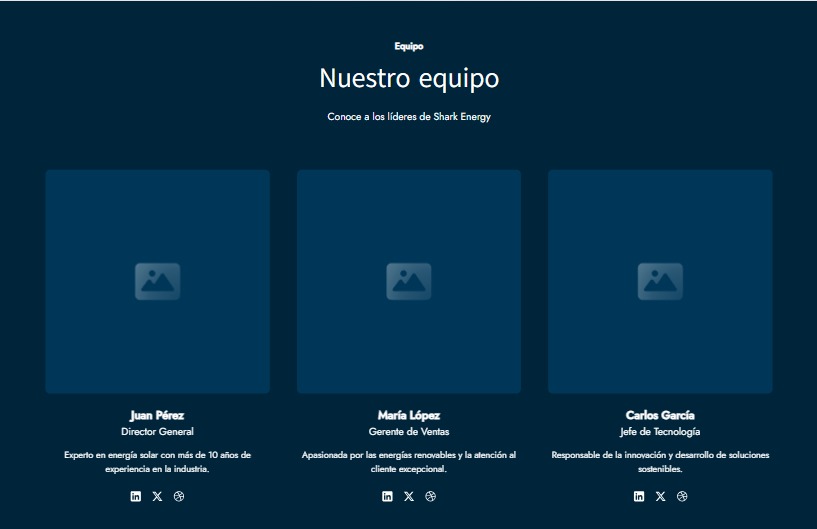 Equipo
Nuestro equipo
Conoce a los líderes de Shark Energy
Juan Pérez
Director General
Experto en energía solar con más de 10 años de
experiencia en la industria.
María López
Gerente de Ventas
Apasionada por las energías renovables y la atención al
cliente excepcional.
Carlos García
Jefe de Tecnología
Responsable de la innovación y desarrollo de soluciones
sostenibles.